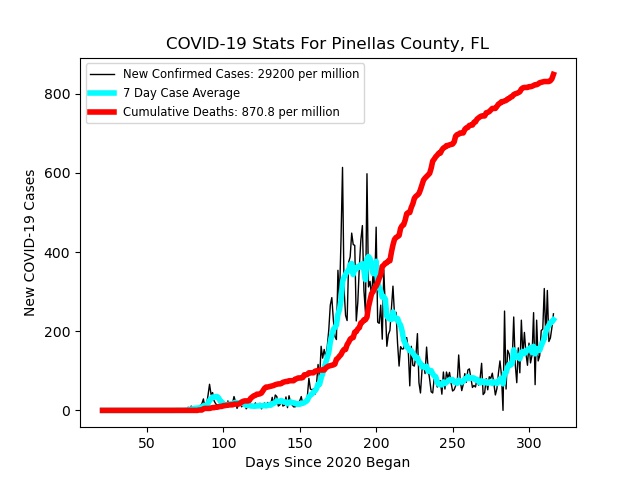 COVID-19 Stats For Pinellas County, FL
New Confirmed Cases: 29200 per million
7 Day Case Average
Cumulative Deaths: 870.8 per million
800
600
400
200
0
New COVID-19 Cases
50 100 150 200 250 300
Days Since 2020 Began